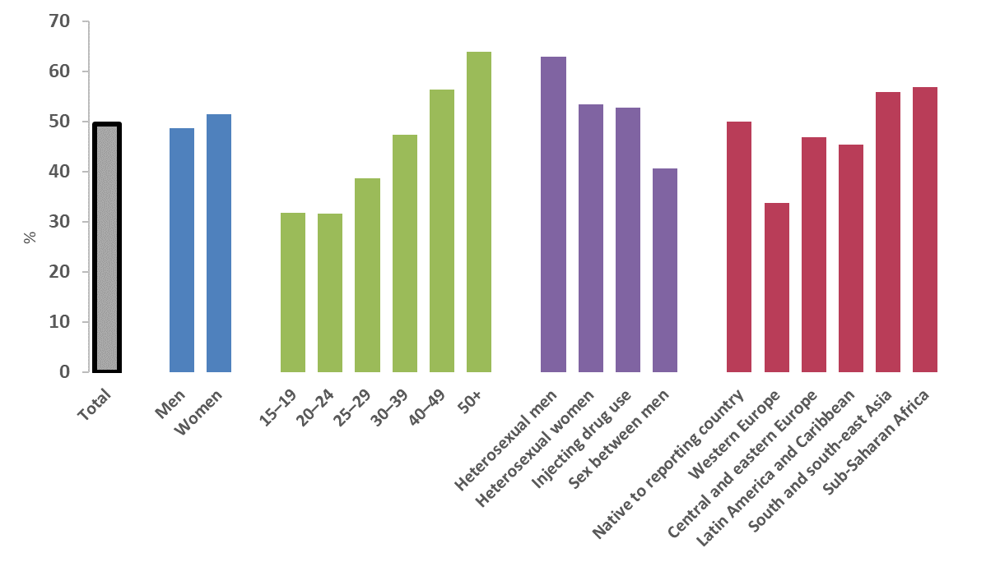 70
60
50
40
30
20
10
0
%
Total
Men
Women
15–19
20–24
25–29
30–39
40–49
50+
Heterosexual men
Heterosexual women
Injecting drug use
Sex between men
Native to reporting country
Western Europe
Central and eastern Europe
Latin America and Caribbean
South and south-east Asia
Sub-Saharan Africa